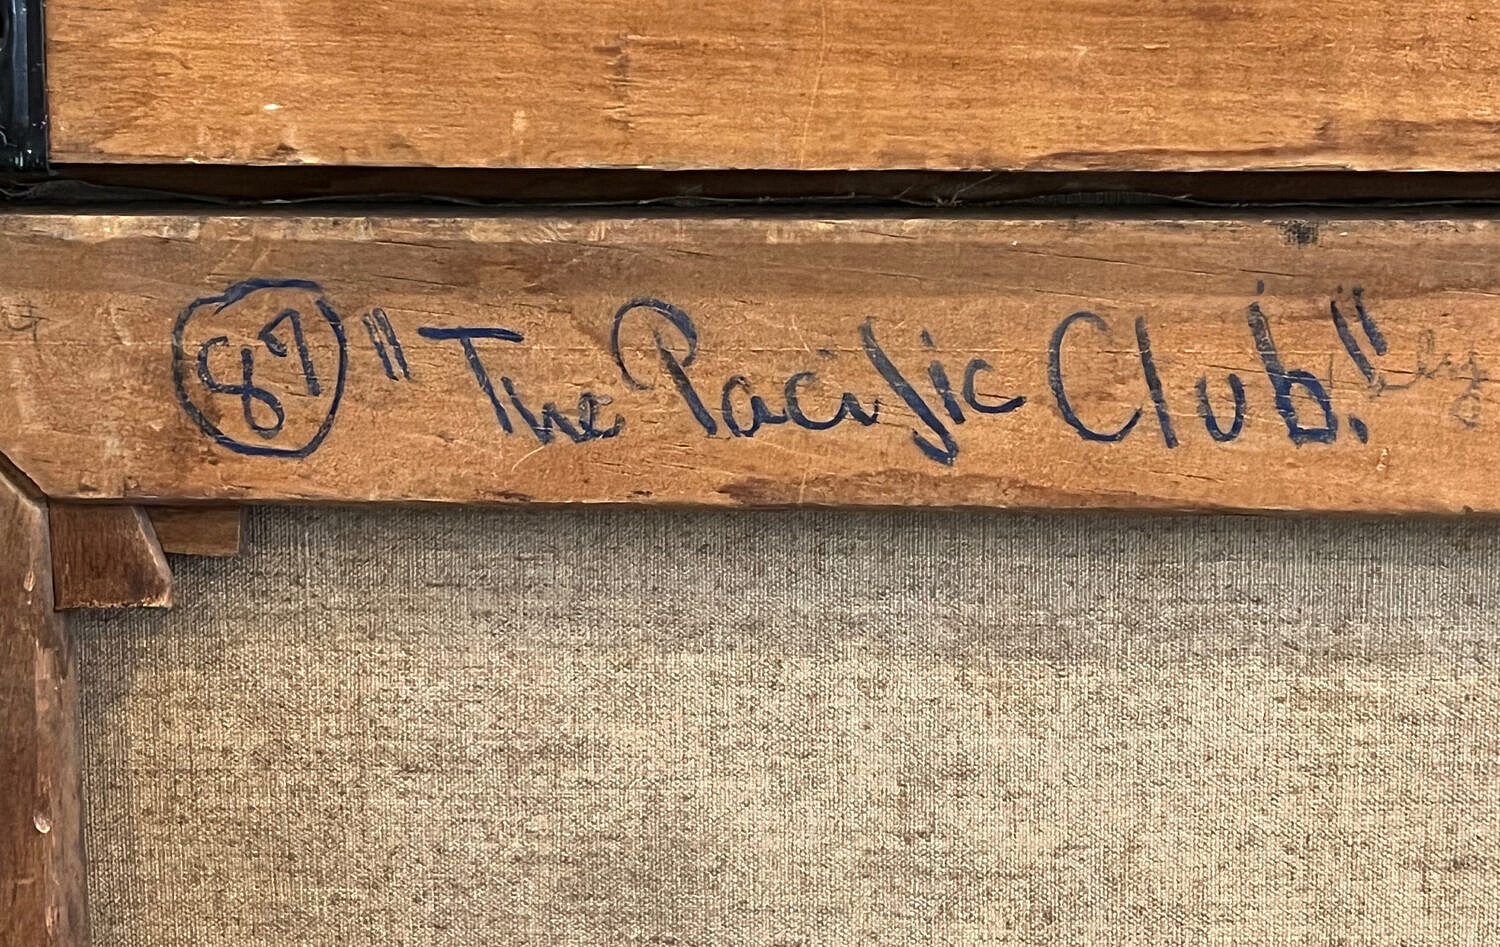 87 "The Pacific Club."